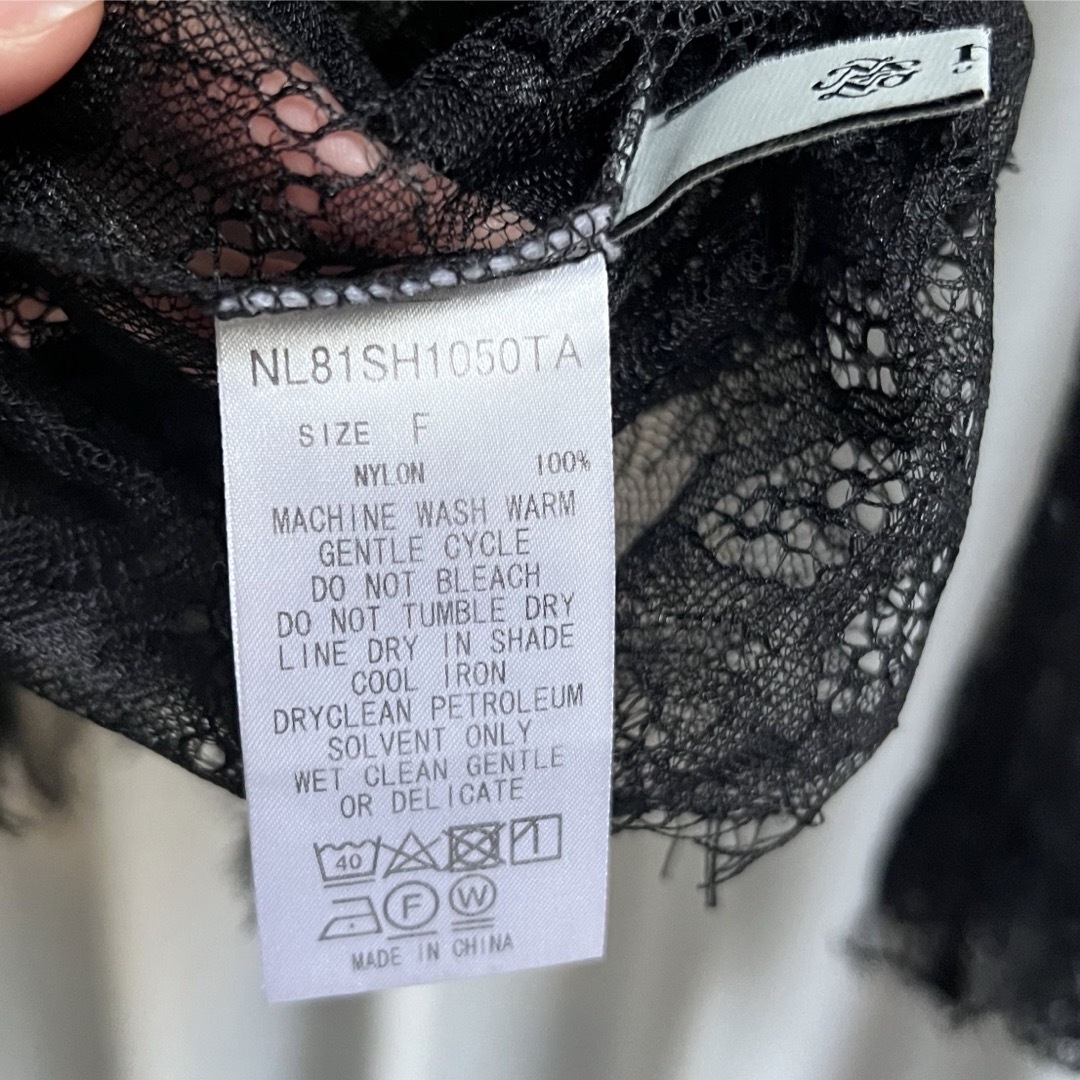 NL81SH1050TA
SIZE F
NYLON 100%
MACHINE WASH WARM
GENTLE CYCLE
DO NOT BLEACH
DO NOT TUMBLE DRY
LINE DRY IN SHADE
COOL IRON
DRYCLEAN PETROLEUM
SOLVENT ONLY
WET CLEAN GENTLE
OR DELICATE
40
F W
MADE IN CHINA